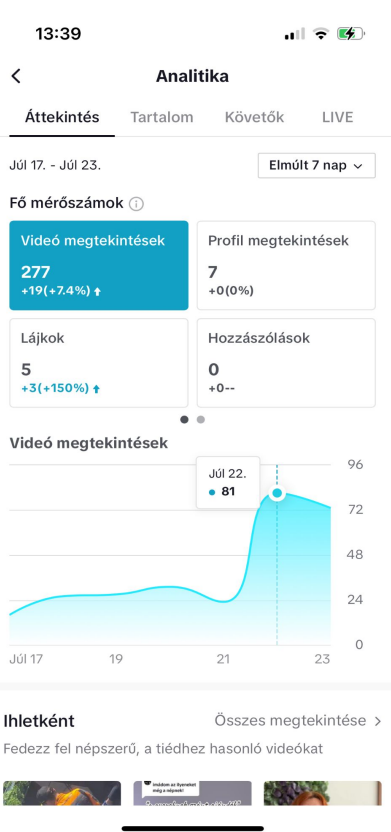 13:39
Analitika
Áttekintés Tartalom Követők LIVE
Júl 17. - Júl 23. Elmúlt 7 nap
Fő mérőszámok
Videó megtekintések Profil megtekintések
277 7
+19(+7.4%) +0(0%)
Lájkok Hozzászólások
5 0
+3(+150%) +0--
Videó megtekintések
Júl 22.
81
96
72
48
24
0
Júl 17 19 21 23
Ihletként Összes megtekintése
Fedezz fel népszerű, a tiédhez hasonló videókat